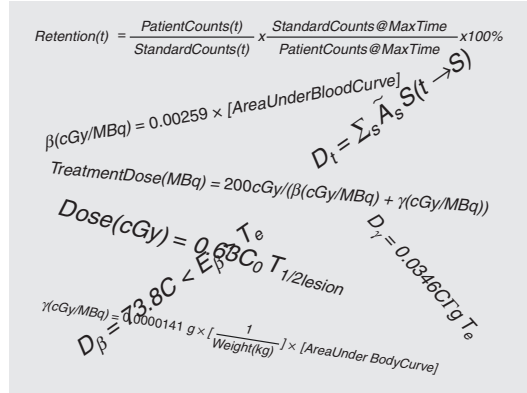 Retention(t) = PatientCounts(t)/StandardCounts(t) x StandardCounts@MaxTime/PatientCounts@MaxTime x100%
β(cGy/MBq) = 0.00259 × [AreaUnderBloodCurve]
D_t = Σ_s Ã_s S(t → S)
TreatmentDose(MBq) = 200cGy/(β(cGy/MBq) + γ(cGy/MBq))
Dose(cGy) = 0.63C_0 T_1/2lesion
D_γ = 0.0346CΓg T_e
D_β = 73.8C < E_β > T_e
γ(cGy/MBq) = 0.0000141 g × [1/Weight(kg)] × [AreaUnder BodyCurve]